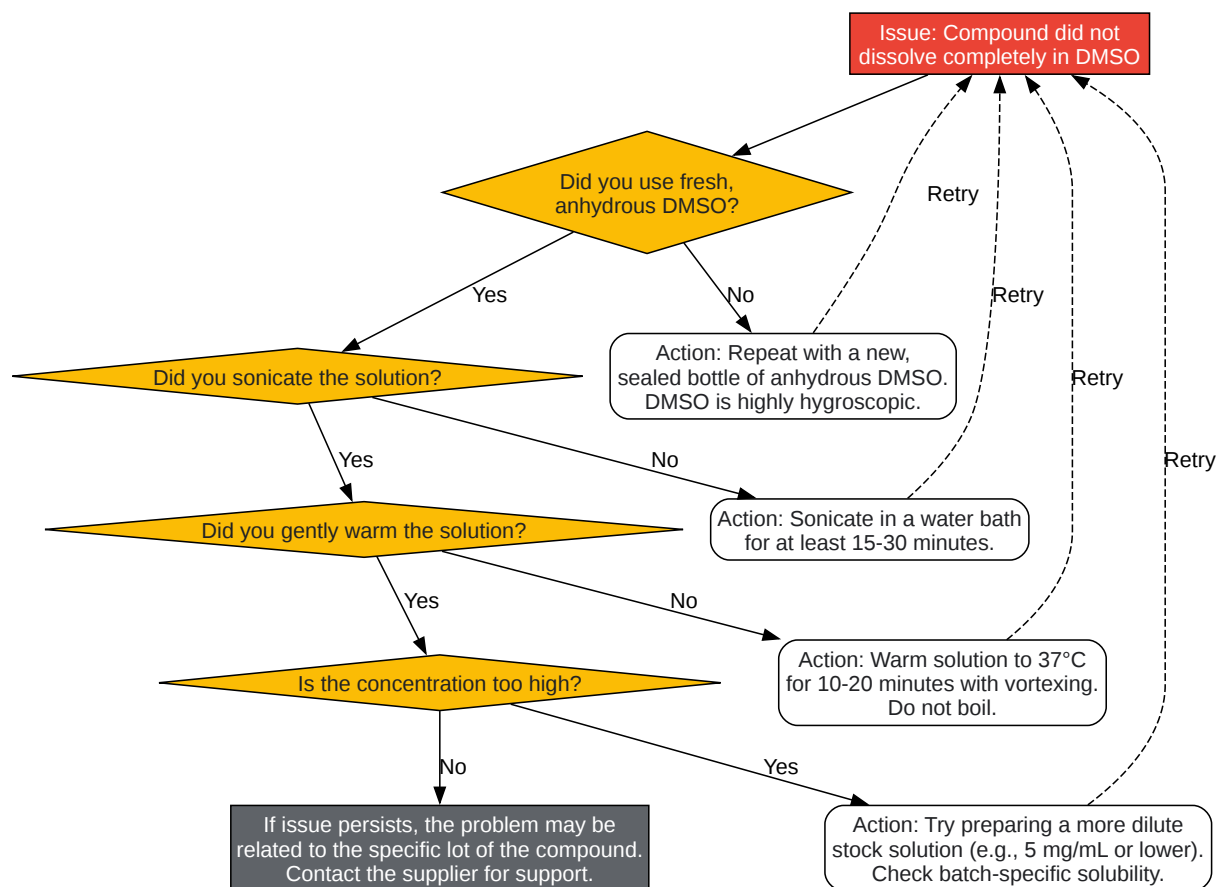 Issue: Compound did not
dissolve completely in DMSO
Did you use fresh,
anhydrous DMSO?
Retry
Yes
No
Retry
Action: Repeat with a new,
sealed bottle of anhydrous DMSO.
DMSO is highly hygroscopic.
Did you sonicate the solution?
Retry
Yes
No
Retry
Action: Sonicate in a water bath
for at least 15-30 minutes.
Did you gently warm the solution?
Yes
No
Action: Warm solution to 37°C
for 10-20 minutes with vortexing.
Do not boil.
Is the concentration too high?
No
Yes
If issue persists, the problem may be
related to the specific lot of the compound.
Contact the supplier for support.
Action: Try preparing a more dilute
stock solution (e.g., 5 mg/mL or lower).
Check batch-specific solubility.